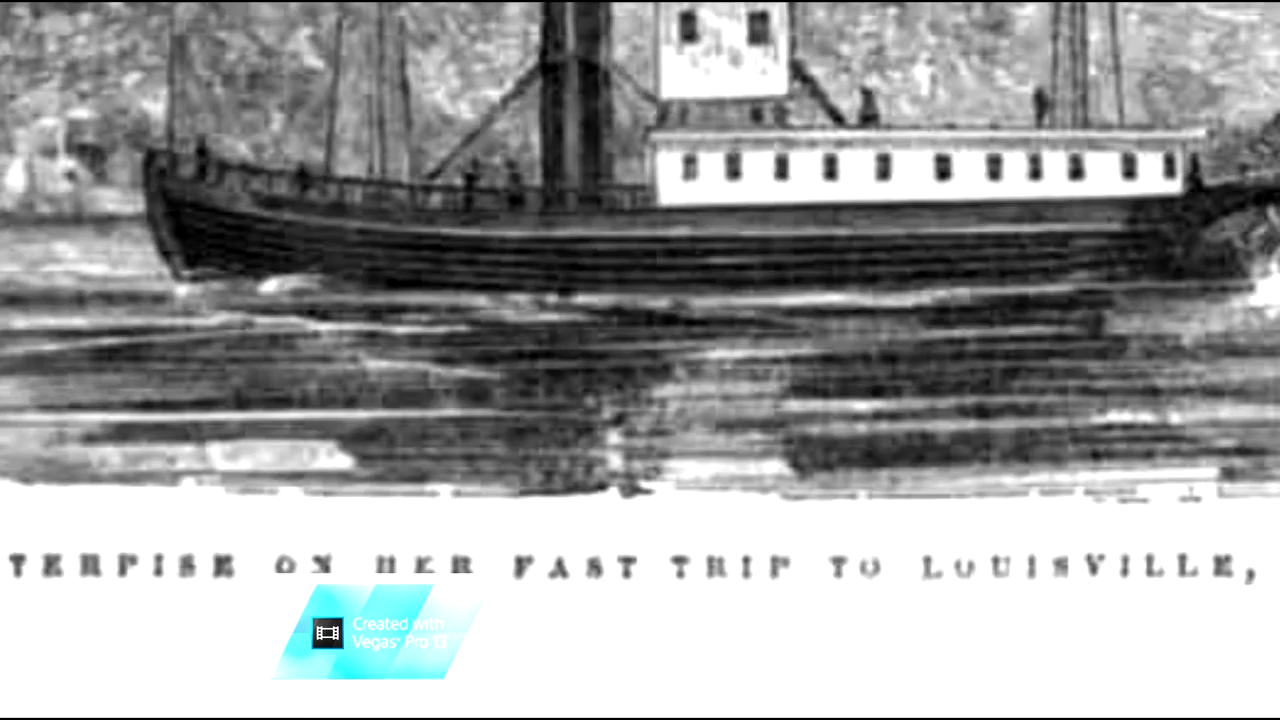 TERPISE ON HER FAST TRIP TO LOUISVILLE,
Created with
Vegas® Pro 13